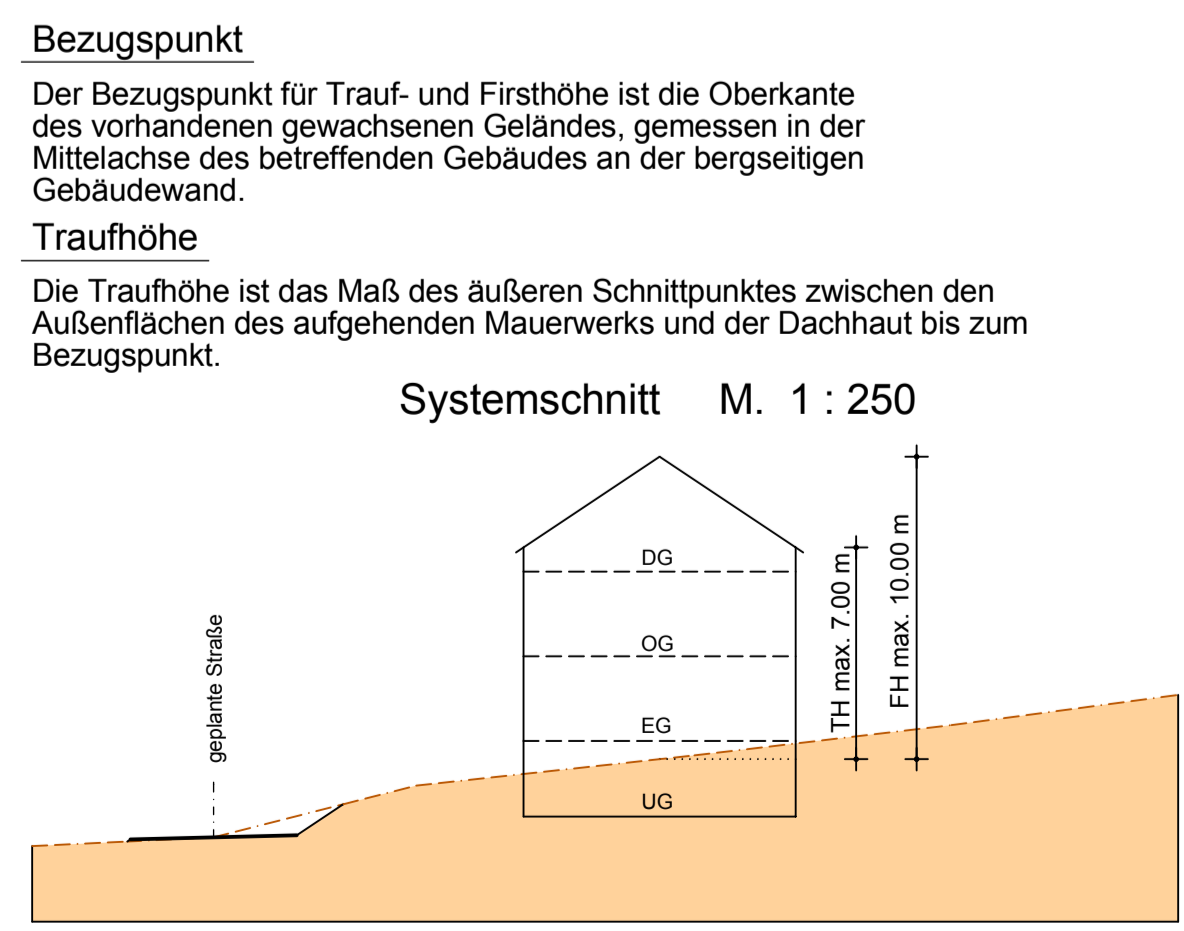 Bezugspunkt
Der Bezugspunkt für Trauf- und Firsthöhe ist die Oberkante
des vorhandenen gewachsenen Geländes, gemessen in der
Mittelachse des betreffenden Gebäudes an der bergseitigen
Gebäudewand.
Traufhöhe
Die Traufhöhe ist das Maß des äußeren Schnittpunktes zwischen den
Außenflächen des aufgehenden Mauerwerks und der Dachhaut bis zum
Bezugspunkt.
Systemschnitt M. 1 : 250
DG
OG
EG
UG
geplante Straße
TH max. 7.00 m
FH max. 10.00 m